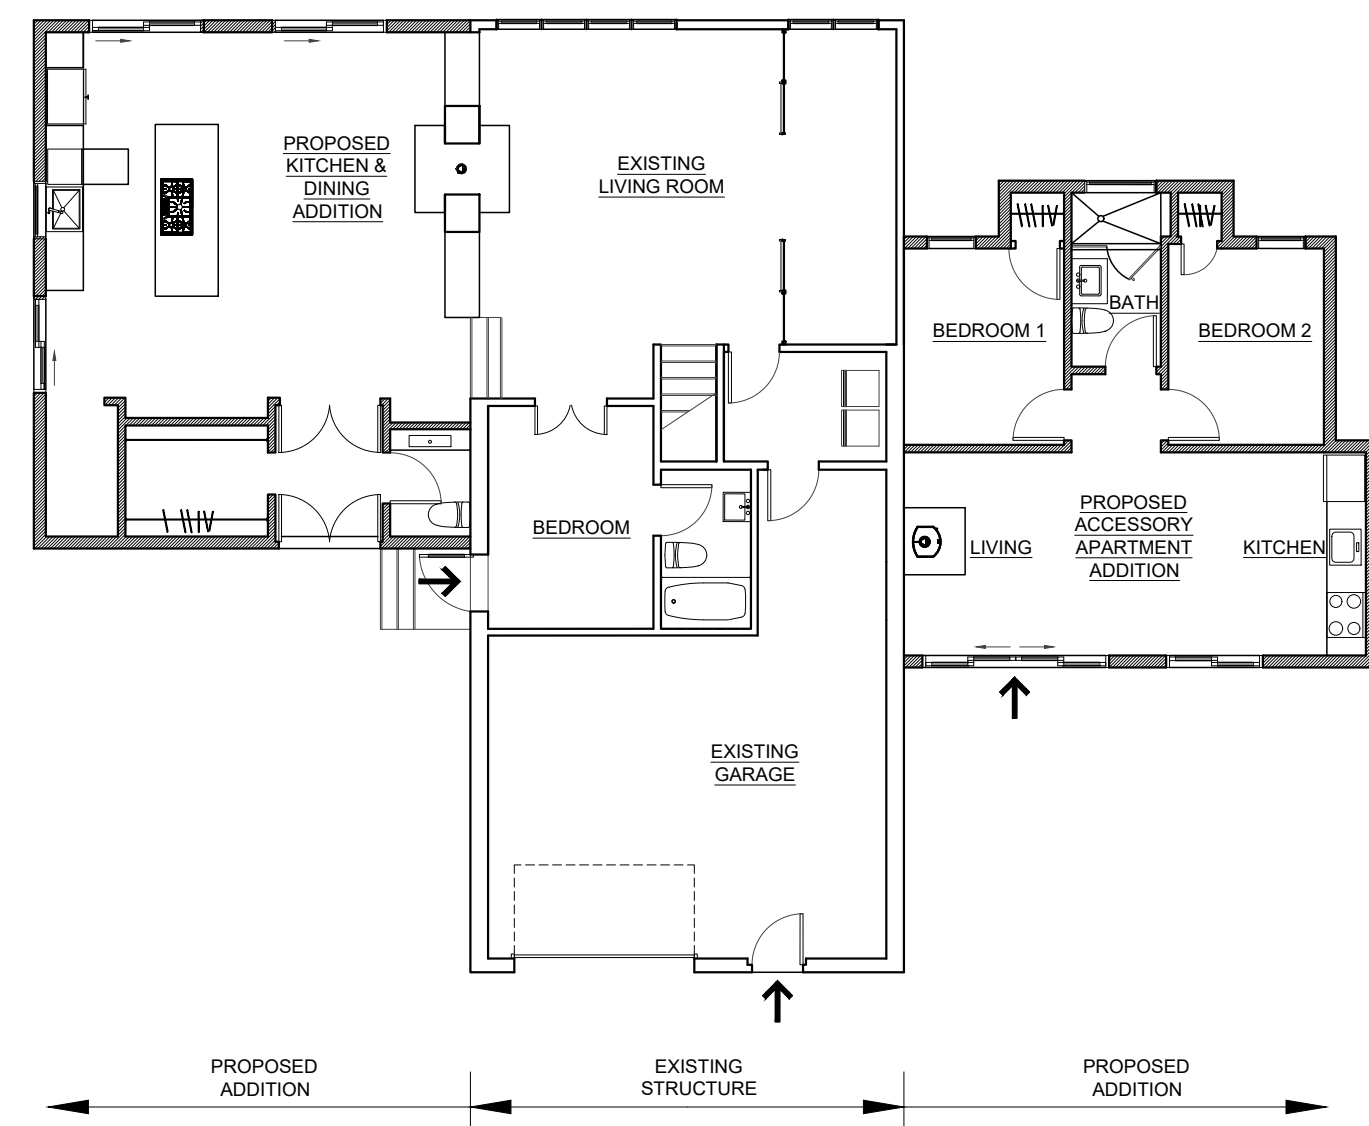 PROPOSED
KITCHEN &
DINING
ADDITION
EXISTING
LIVING ROOM
BEDROOM 1
BATH
BEDROOM 2
BEDROOM
LIVING
PROPOSED
ACCESSORY
APARTMENT
ADDITION
KITCHEN
EXISTING
GARAGE
PROPOSED
ADDITION
EXISTING
STRUCTURE
PROPOSED
ADDITION